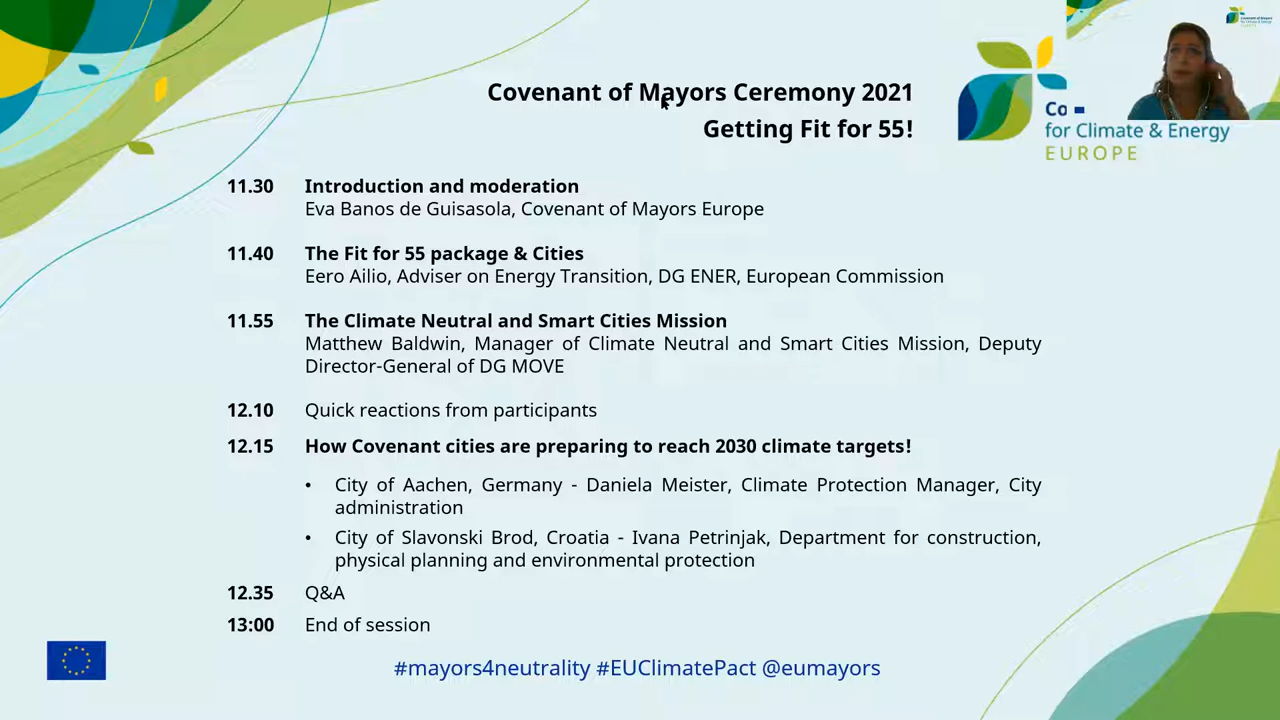 Covenant of Mayors Ceremony 2021
Getting Fit for 55!
Co
for Climate & Energy
EUROPE
11.30 Introduction and moderation
Eva Banos de Guisasola, Covenant of Mayors Europe
11.40 The Fit for 55 package & Cities
Eero Ailio, Adviser on Energy Transition, DG ENER, European Commission
11.55 The Climate Neutral and Smart Cities Mission
Matthew Baldwin, Manager of Climate Neutral and Smart Cities Mission, Deputy
Director-General of DG MOVE
12.10 Quick reactions from participants
12.15 How Covenant cities are preparing to reach 2030 climate targets!
• City of Aachen, Germany - Daniela Meister, Climate Protection Manager, City
administration
• City of Slavonski Brod, Croatia - Ivana Petrinjak, Department for construction,
physical planning and environmental protection
12.35 Q&A
13:00 End of session
#mayors4neutrality #EUClimatePact @eumayors